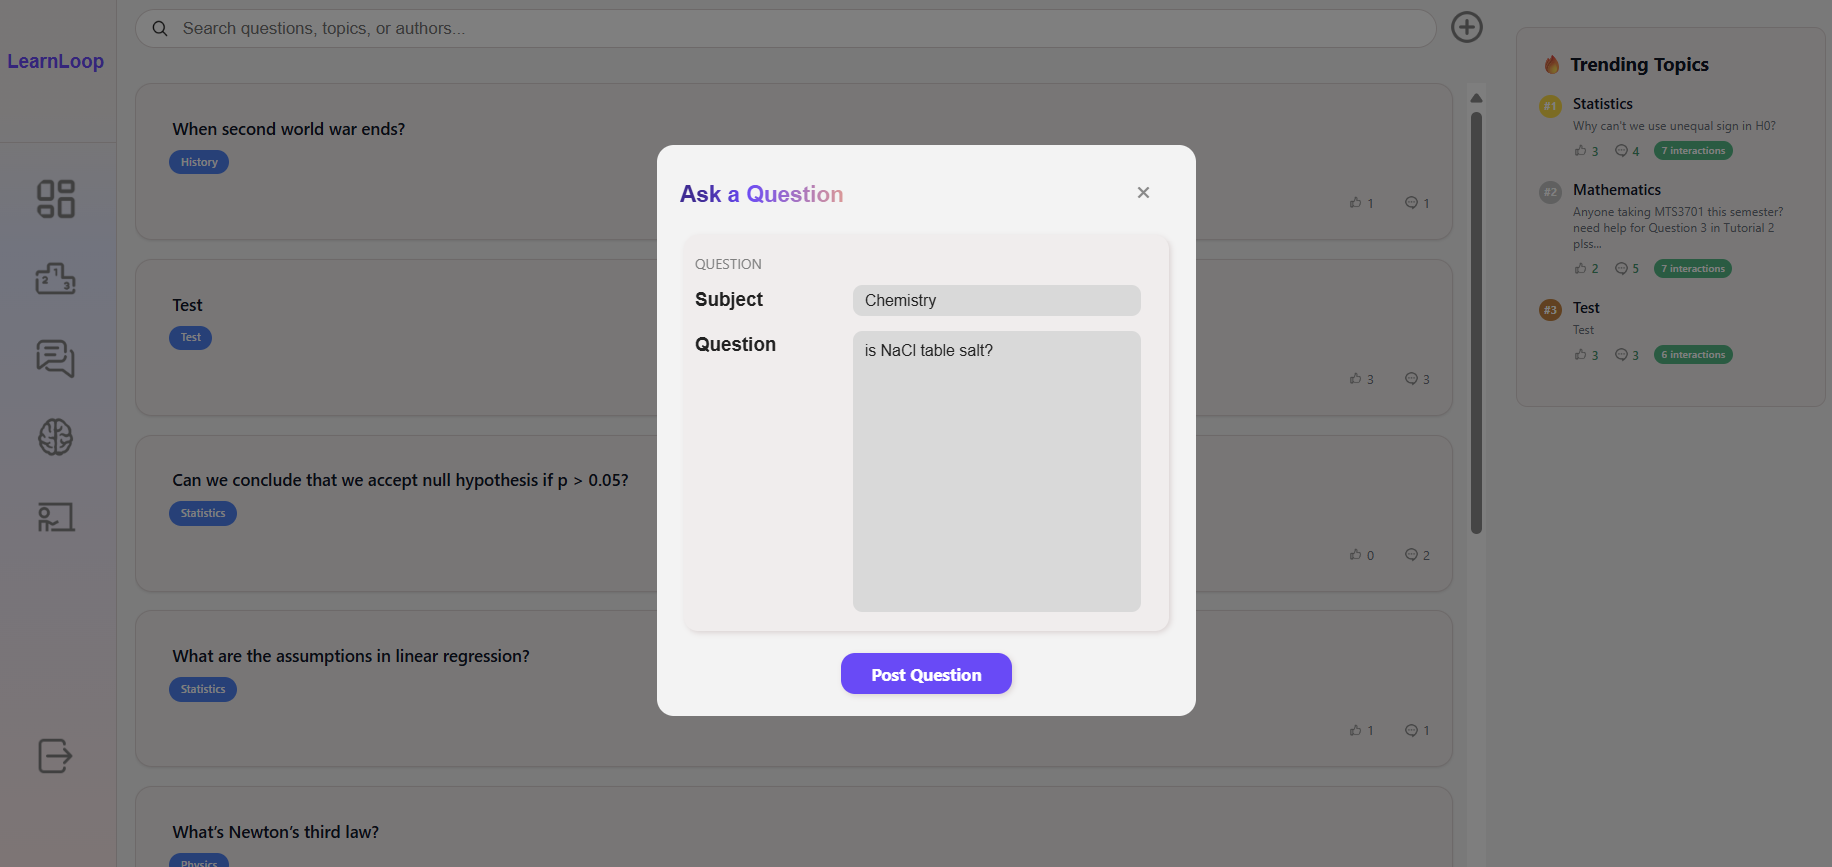 LearnLoop
Search questions, topics, or authors...
When second world war ends?
History
1 1
Test
Test
3 3
Can we conclude that we accept null hypothesis if p > 0.05?
Statistics
0 2
What are the assumptions in linear regression?
Statistics
1 1
What's Newton's third law?
Physics
Ask a Question
×
QUESTION
Subject
Chemistry
Question
is NaCl table salt?
Post Question
Trending Topics
#1
Statistics
Why can't we use unequal sign in H0?
3 4 7 interactions
#2
Mathematics
Anyone taking MTS3701 this semester?
need help for Question 3 in Tutorial 2
plss...
2 5 7 interactions
#3
Test
Test
3 3 6 interactions
1
2
3